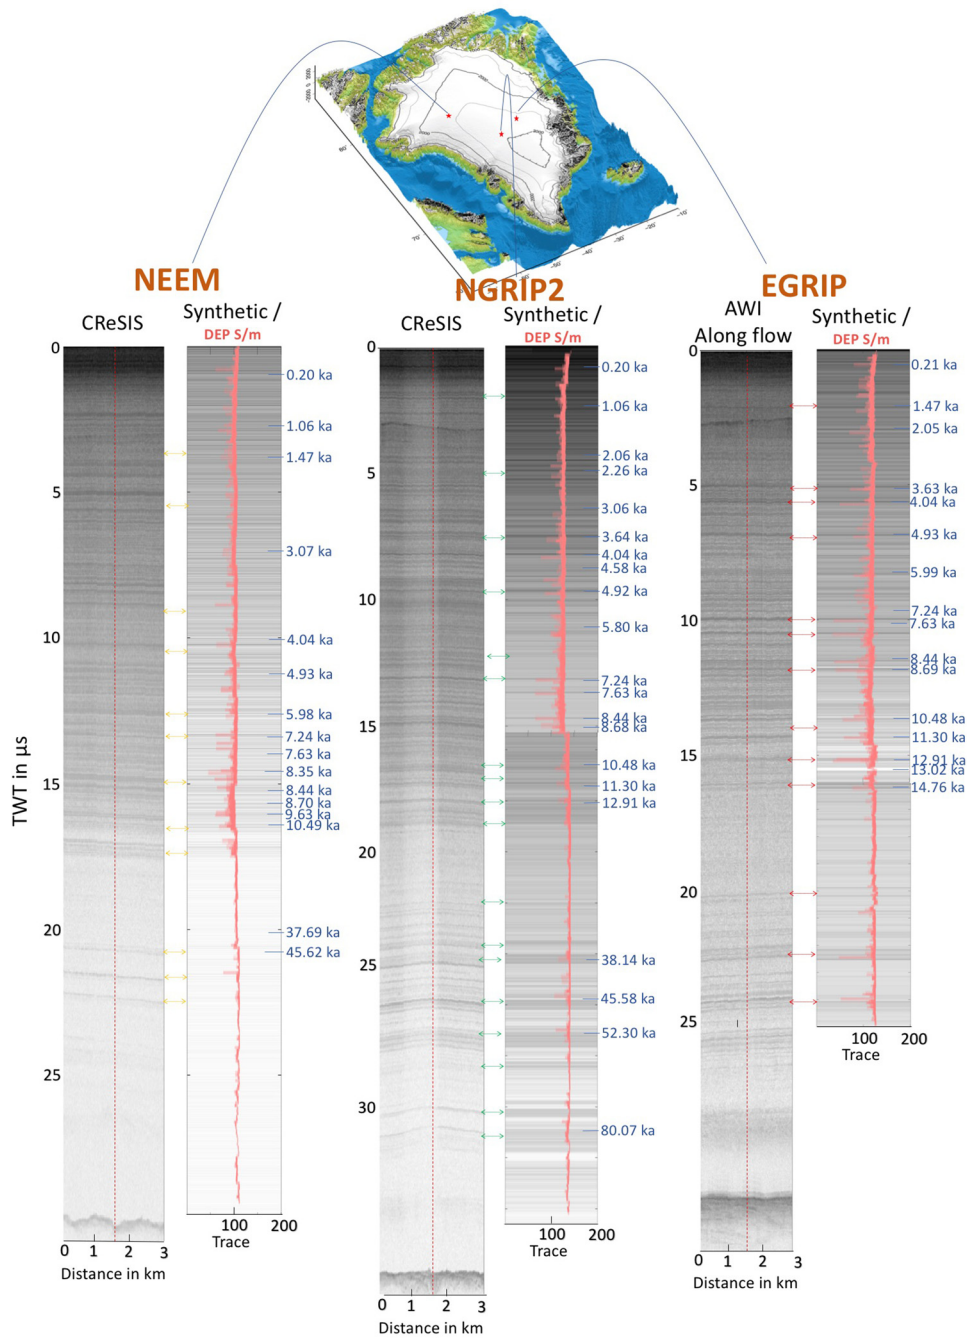 NEEM
NGRIP2
EGRIP
CReSIS
Synthetic /
DEP S/m
CReSIS
Synthetic /
DEP S/m
AWI
Along flow
Synthetic /
DEP S/m
TWT in µs
0
5
10
15
20
25
0.20 ka
1.06 ka
1.47 ka
3.07 ka
4.04 ka
4.93 ka
5.98 ka
7.24 ka
7.63 ka
8.35 ka
8.44 ka
8.70 ka
9.63 ka
10.49 ka
37.69 ka
45.62 ka
0 1 2 3
Distance in km
100 200
Trace
0
5
10
15
20
25
30
0.20 ka
1.06 ka
2.06 ka
2.26 ka
3.06 ka
3.64 ka
4.04 ka
4.58 ka
4.92 ka
5.80 ka
7.24 ka
7.63 ka
8.44 ka
8.68 ka
10.48 ka
11.30 ka
12.91 ka
38.14 ka
45.58 ka
52.30 ka
80.07 ka
0 1 2 3
Distance in km
100 200
Trace
0
5
10
15
20
25
0.21 ka
1.47 ka
2.05 ka
3.63 ka
4.04 ka
4.93 ka
5.99 ka
7.24 ka
7.63 ka
8.44 ka
8.69 ka
10.48 ka
11.30 ka
12.91 ka
13.02 ka
14.76 ka
0 1 2 3
Distance in km
100 200
Trace